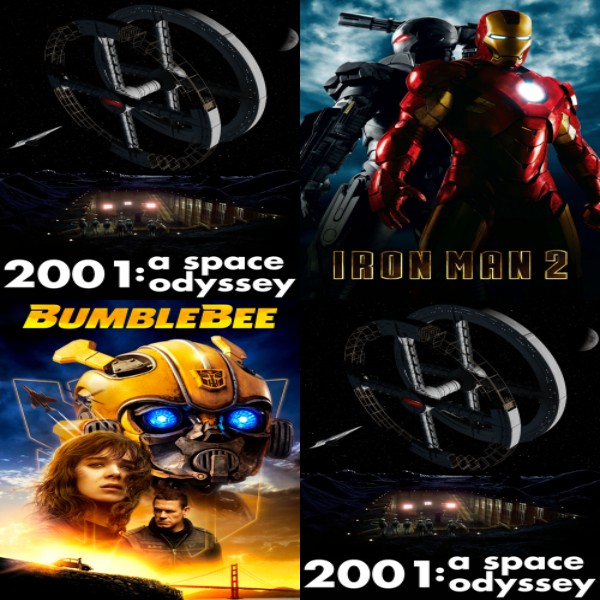 2001: a space
odyssey
IRON MAN 2
BUMBLEBEE
2001: a space
odyssey